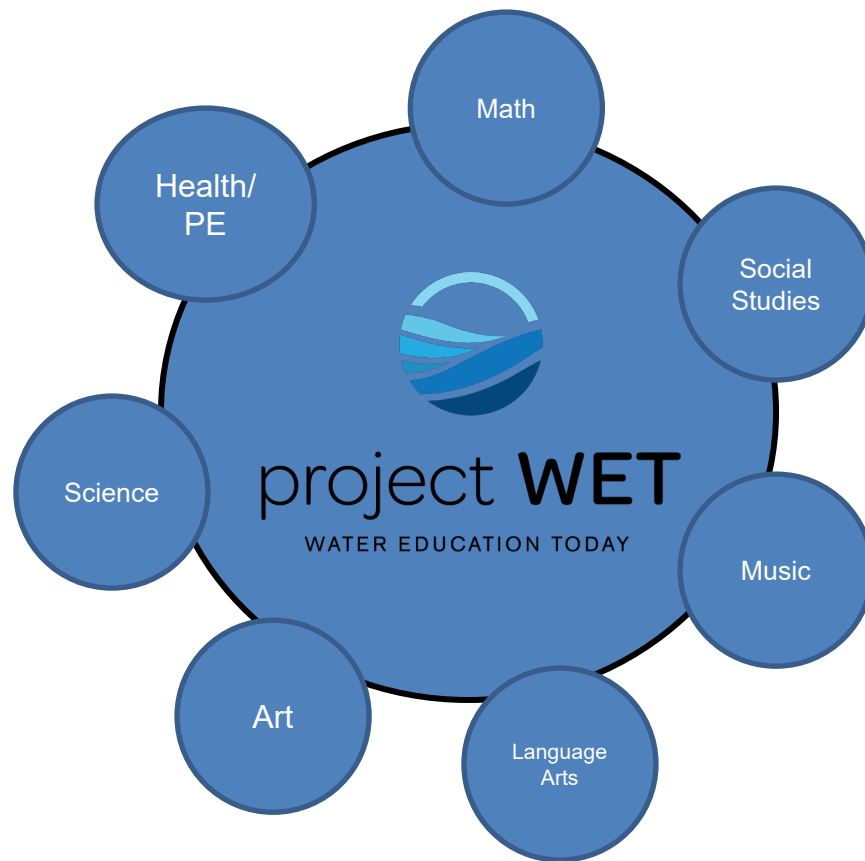 Math
Health/
PE
Social
Studies
project WET
WATER EDUCATION TODAY
Science
Music
Art
Language
Arts